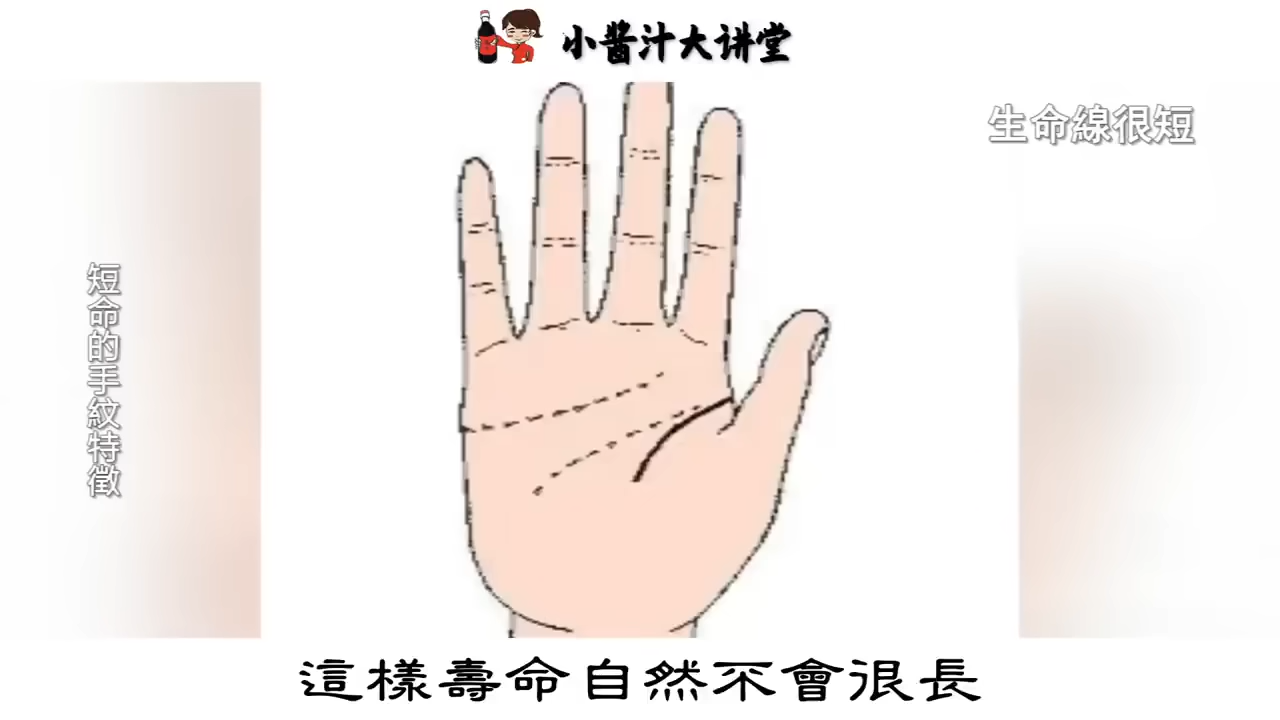 小醬汁大讲堂
生命線很短
短命的手紋特徵
這樣壽命自然不會很長